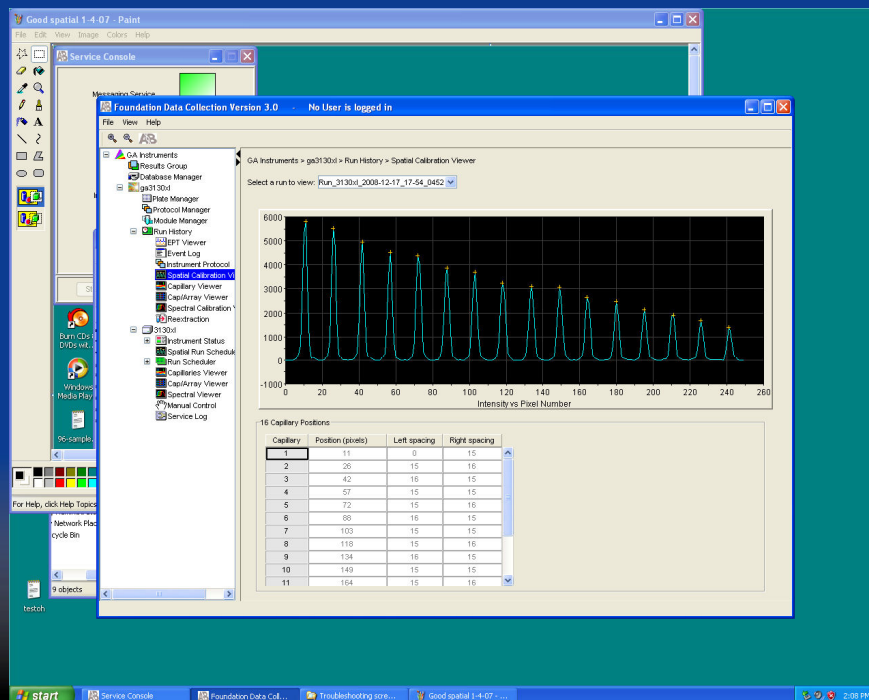 Good spatial 1-4-07 - Paint
File Edit View Image Colors Help
Service Console
Messaging Service
Foundation Data Collection Version 3.0 - No User is logged in
File View Help
GA Instruments
Results Group
Database Manager
ga3130xl
Plate Manager
Protocol Manager
Module Manager
Run History
EPT Viewer
Event Log
Instrument Protocol
Spatial Calibration Vi
Capillary Viewer
Cap/Array Viewer
Spectral Calibration
Reextraction
3130xl
Instrument Status
Spatial Run Schedul
Run Scheduler
Capillaries Viewer
Cap/Array Viewer
Spectral Viewer
Manual Control
Service Log
GA Instruments > ga3130xl > Run History > Spatial Calibration Viewer
Select a run to view: Run_3130xl_2008-12-17_17-54_0452
6000
5000
4000
3000
2000
1000
0
-1000
0 20 40 60 80 100 120 140 160 180 200 220 240 260
Intensity vs Pixel Number
16 Capillary Positions
Capillary Position (pixels) Left spacing Right spacing
1 11 0 15
2 26 15 16
3 42 16 15
4 57 15 15
5 72 15 16
6 88 16 15
7 103 15 15
8 118 15 16
9 134 16 15
10 149 15 15
11 164 15 16
Burn CDs
DVDs wit...
Windows
Media Play
96-sample
For Help, click Help Topics
Network Plac
cycle Bin
9 objects
testoh
start Service Console Foundation Data Coll... Troubleshooting scre... Good spatial 1-4-07 - ... 2:08 PM